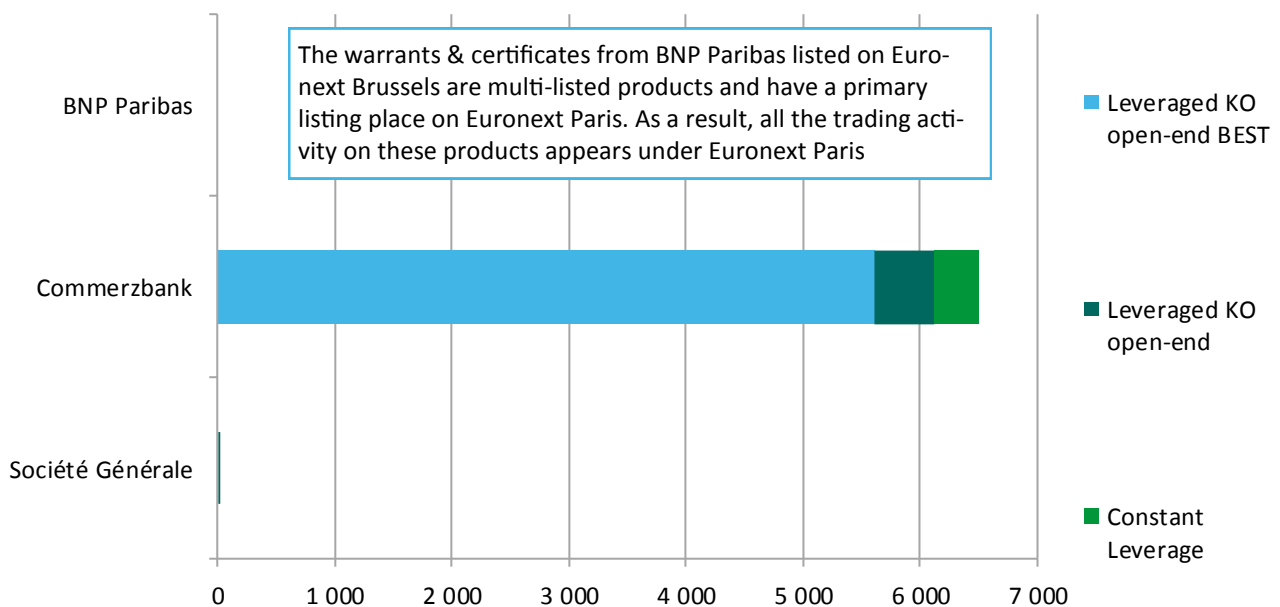 The warrants & certificates from BNP Paribas listed on Euro-
next Brussels are multi-listed products and have a primary
listing place on Euronext Paris. As a result, all the trading acti-
vity on these products appears under Euronext Paris
BNP Paribas
Commerzbank
Société Générale
0 1 000 2 000 3 000 4 000 5 000 6 000 7 000
Leveraged KO
open-end BEST
Leveraged KO
open-end
Constant
Leverage